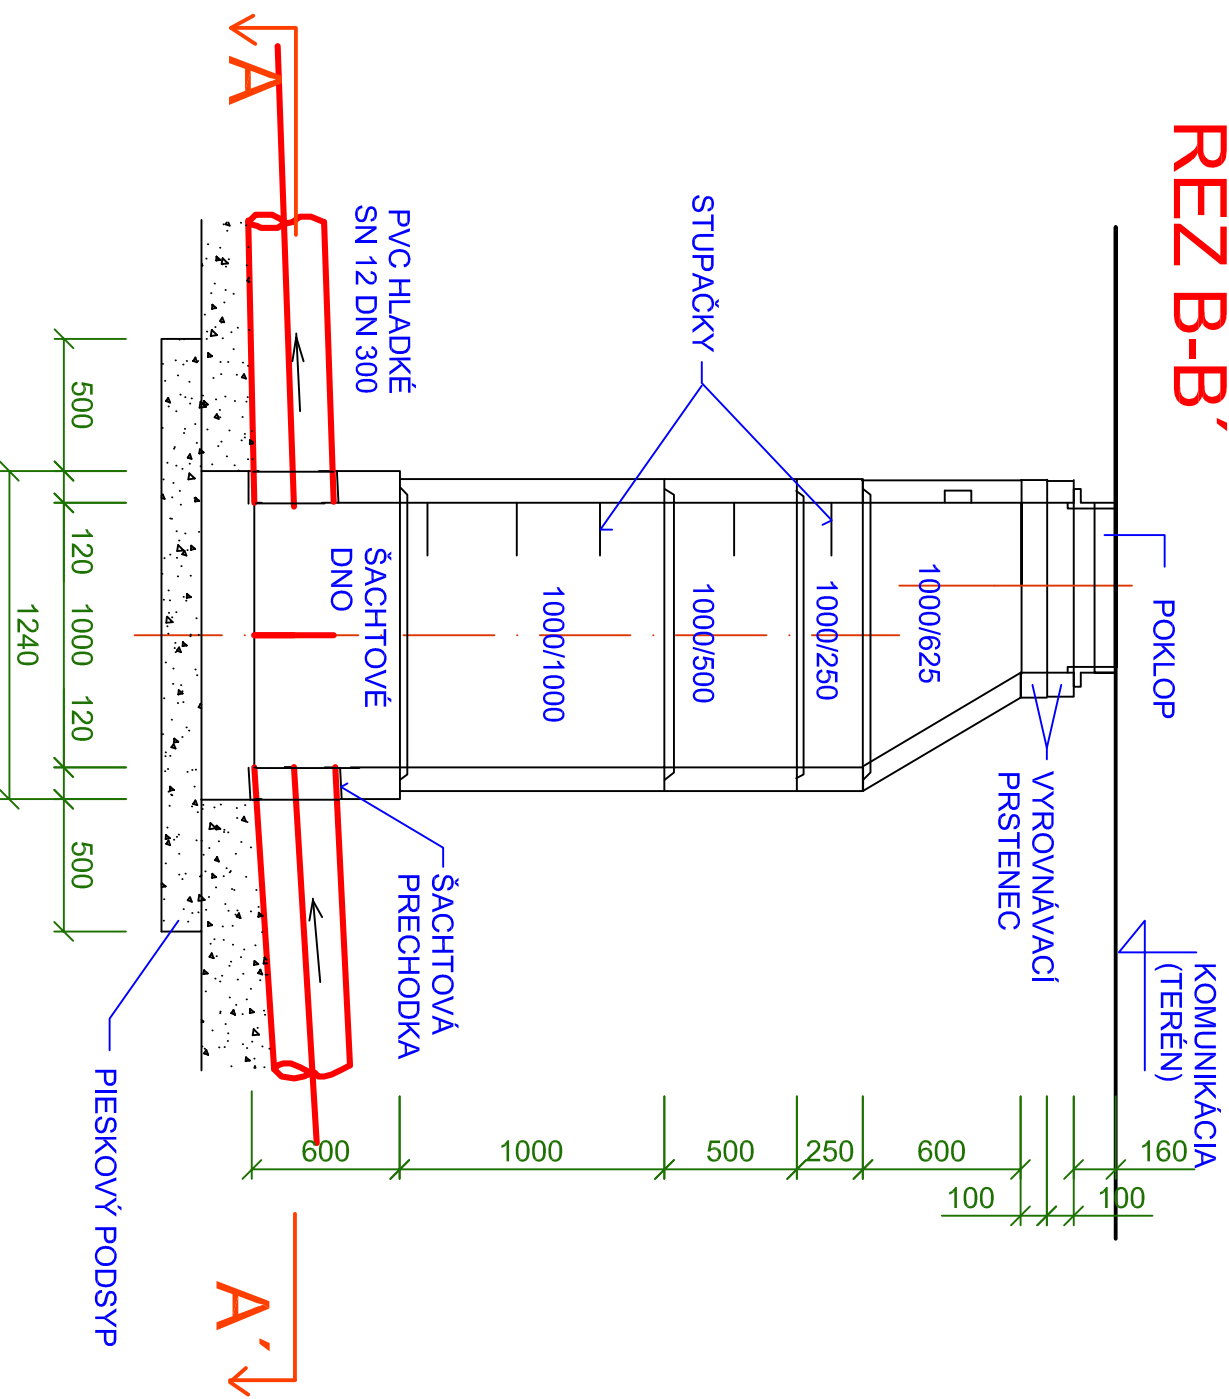 REZ B-B´
KOMUNIKÁCIA
(TERÉN)
POKLOP
VYROVNÁVACÍ
PRSTENEC
160
100
100
600
250
500
1000
600
1000/625
1000/250
1000/500
1000/1000
STUPAČKY
PVC HLADKÉ
SN 12 DN 300
ŠACHTOVÉ
DNO
ŠACHTOVÁ
PRECHODKA
A
A´
PIESKOVÝ PODSYP
500
120
1000
120
500
1240